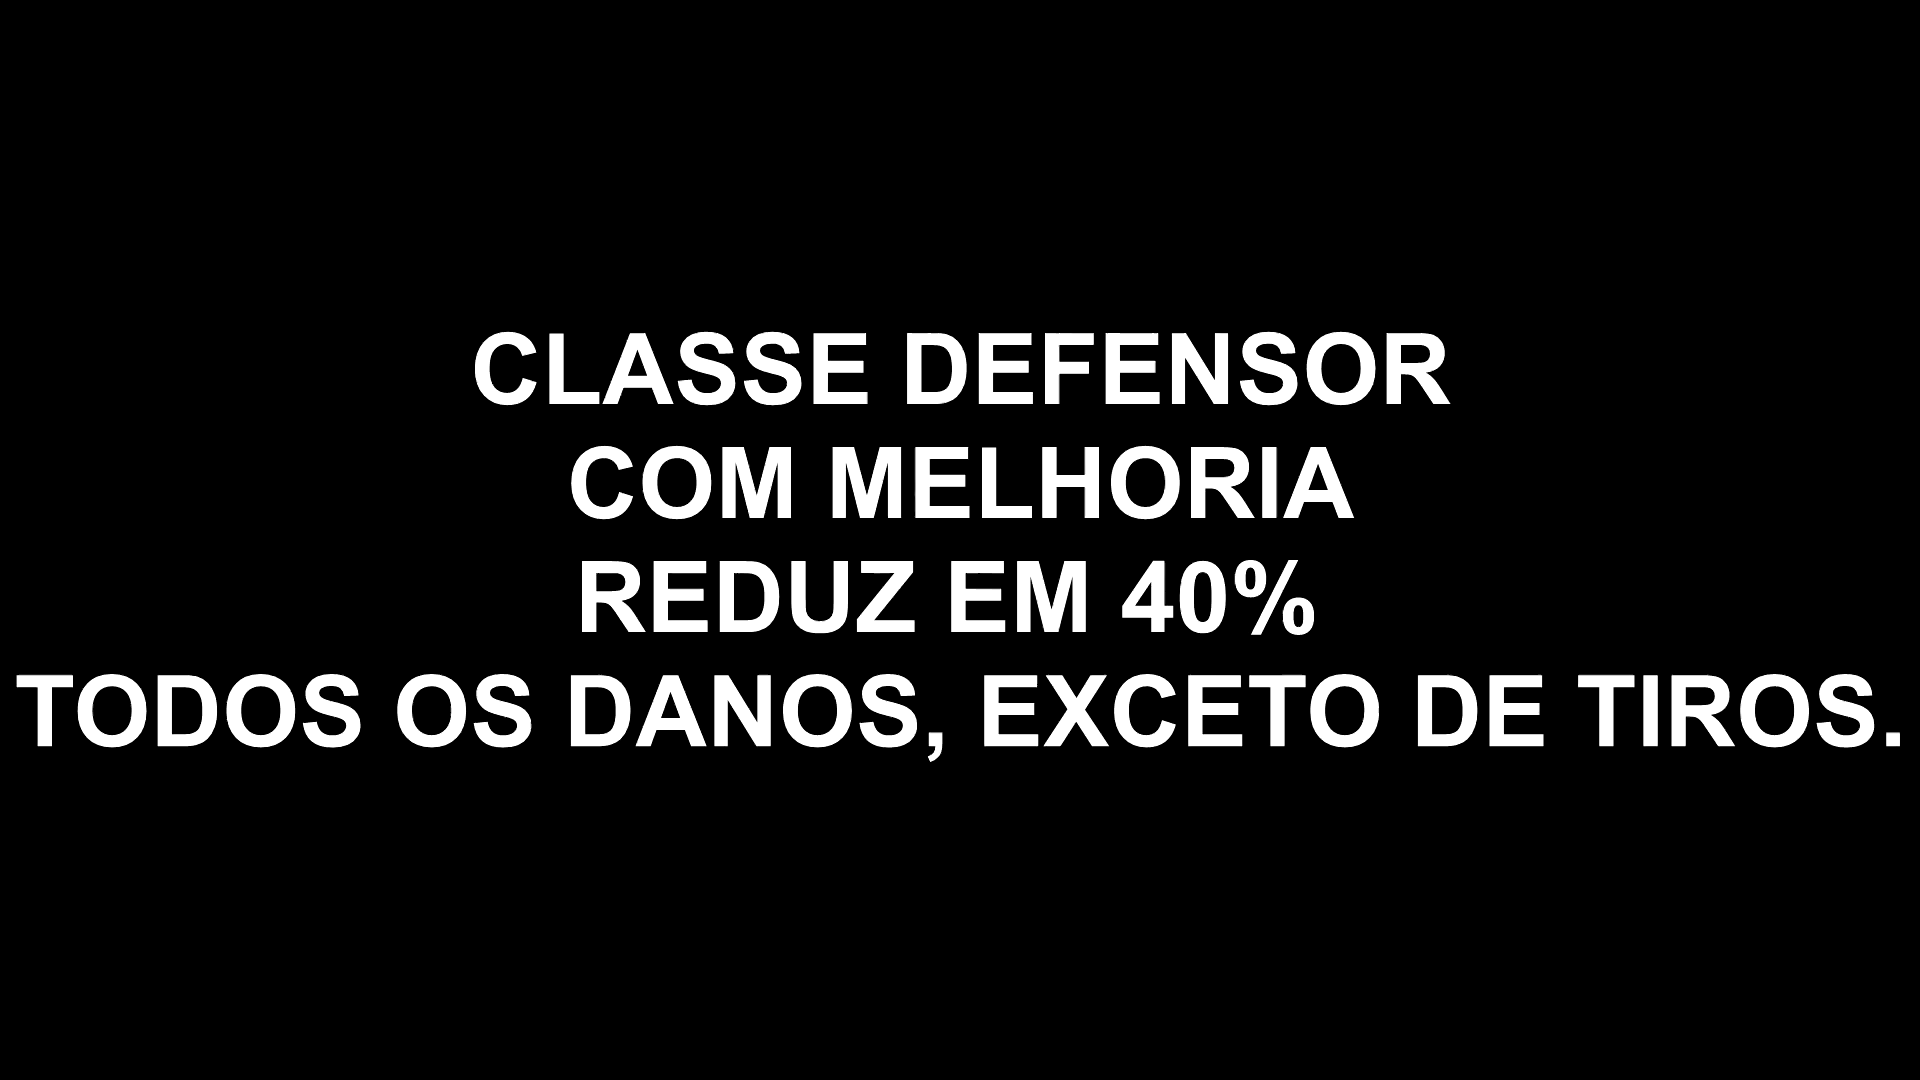 CLASSE DEFENSOR
COM MELHORIA
REDUZ EM 40%
TODOS OS DANOS, EXCETO DE TIROS.